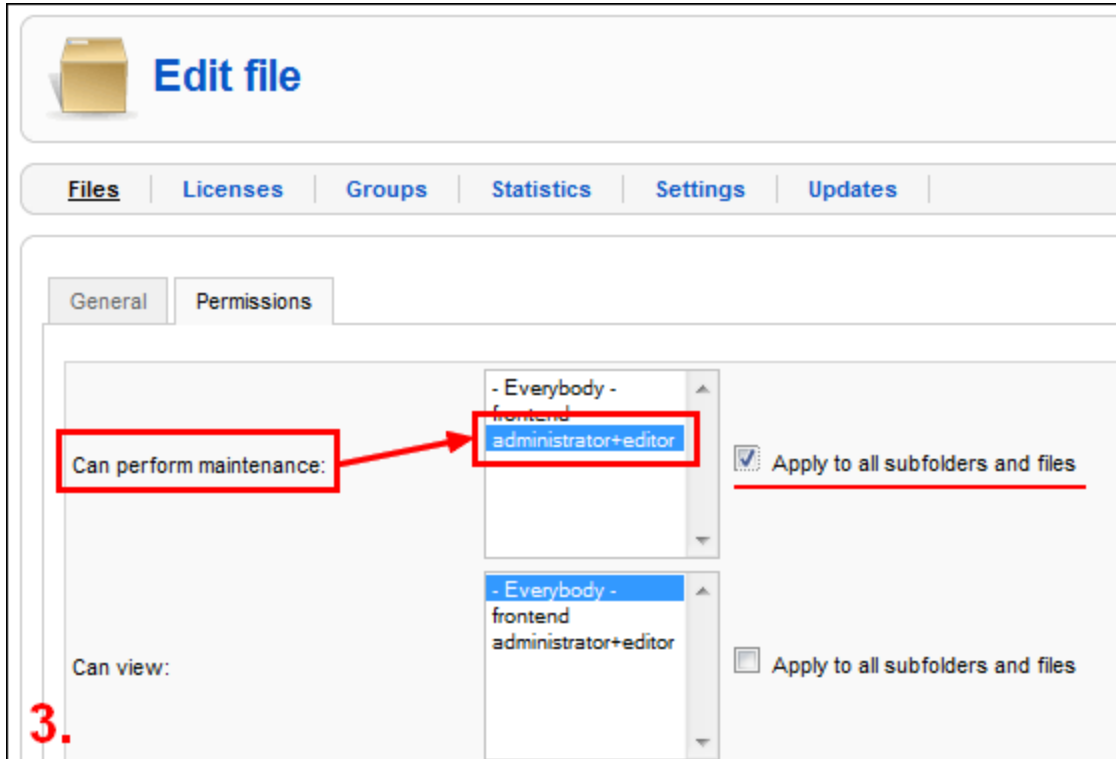 Edit file
Files Licenses Groups Statistics Settings Updates
General Permissions
- Everybody -
frontend
administrator+editor
Can perform maintenance:
Apply to all subfolders and files
- Everybody -
frontend
administrator+editor
Can view:
Apply to all subfolders and files
3.